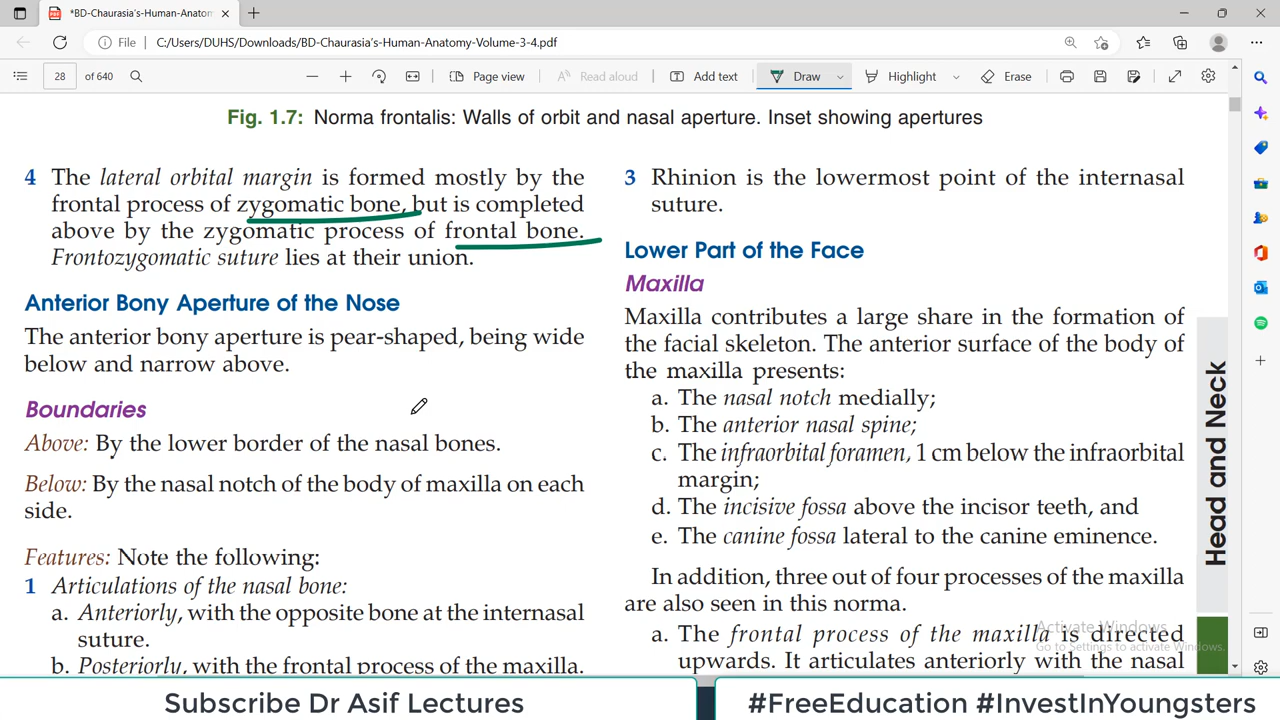 *BD-Chaurasia's-Human-Anatom
File
C:/Users/DUHS/Downloads/BD-Chaurasia's-Human-Anatomy-Volume-3-4.pdf
28
of 640
Page view
Read aloud
Add text
Draw
Highlight
Erase
Fig. 1.7: Norma frontalis: Walls of orbit and nasal aperture. Inset showing apertures
4 The lateral orbital margin is formed mostly by the
frontal process of zygomatic bone, but is completed
above by the zygomatic process of frontal bone.
Frontozygomatic suture lies at their union.
Anterior Bony Aperture of the Nose
The anterior bony aperture is pear-shaped, being wide
below and narrow above.
Boundaries
Above: By the lower border of the nasal bones.
Below: By the nasal notch of the body of maxilla on each
side.
Features: Note the following:
1 Articulations of the nasal bone:
a. Anteriorly, with the opposite bone at the internasal
suture.
b. Posteriorly, with the frontal process of the maxilla.
3 Rhinion is the lowermost point of the internasal
suture.
Lower Part of the Face
Maxilla
Maxilla contributes a large share in the formation of
the facial skeleton. The anterior surface of the body of
the maxilla presents:
a. The nasal notch medially;
b. The anterior nasal spine;
c. The infraorbital foramen, 1 cm below the infraorbital
margin;
d. The incisive fossa above the incisor teeth, and
e. The canine fossa lateral to the canine eminence.
In addition, three out of four processes of the maxilla
are also seen in this norma.
a. The frontal process of the maxilla is directed
upwards. It articulates anteriorly with the nasal
Head and Neck
Activate Windows
Go to Settings to activate Windows.
Subscribe Dr Asif Lectures
#FreeEducation #InvestInYoungsters